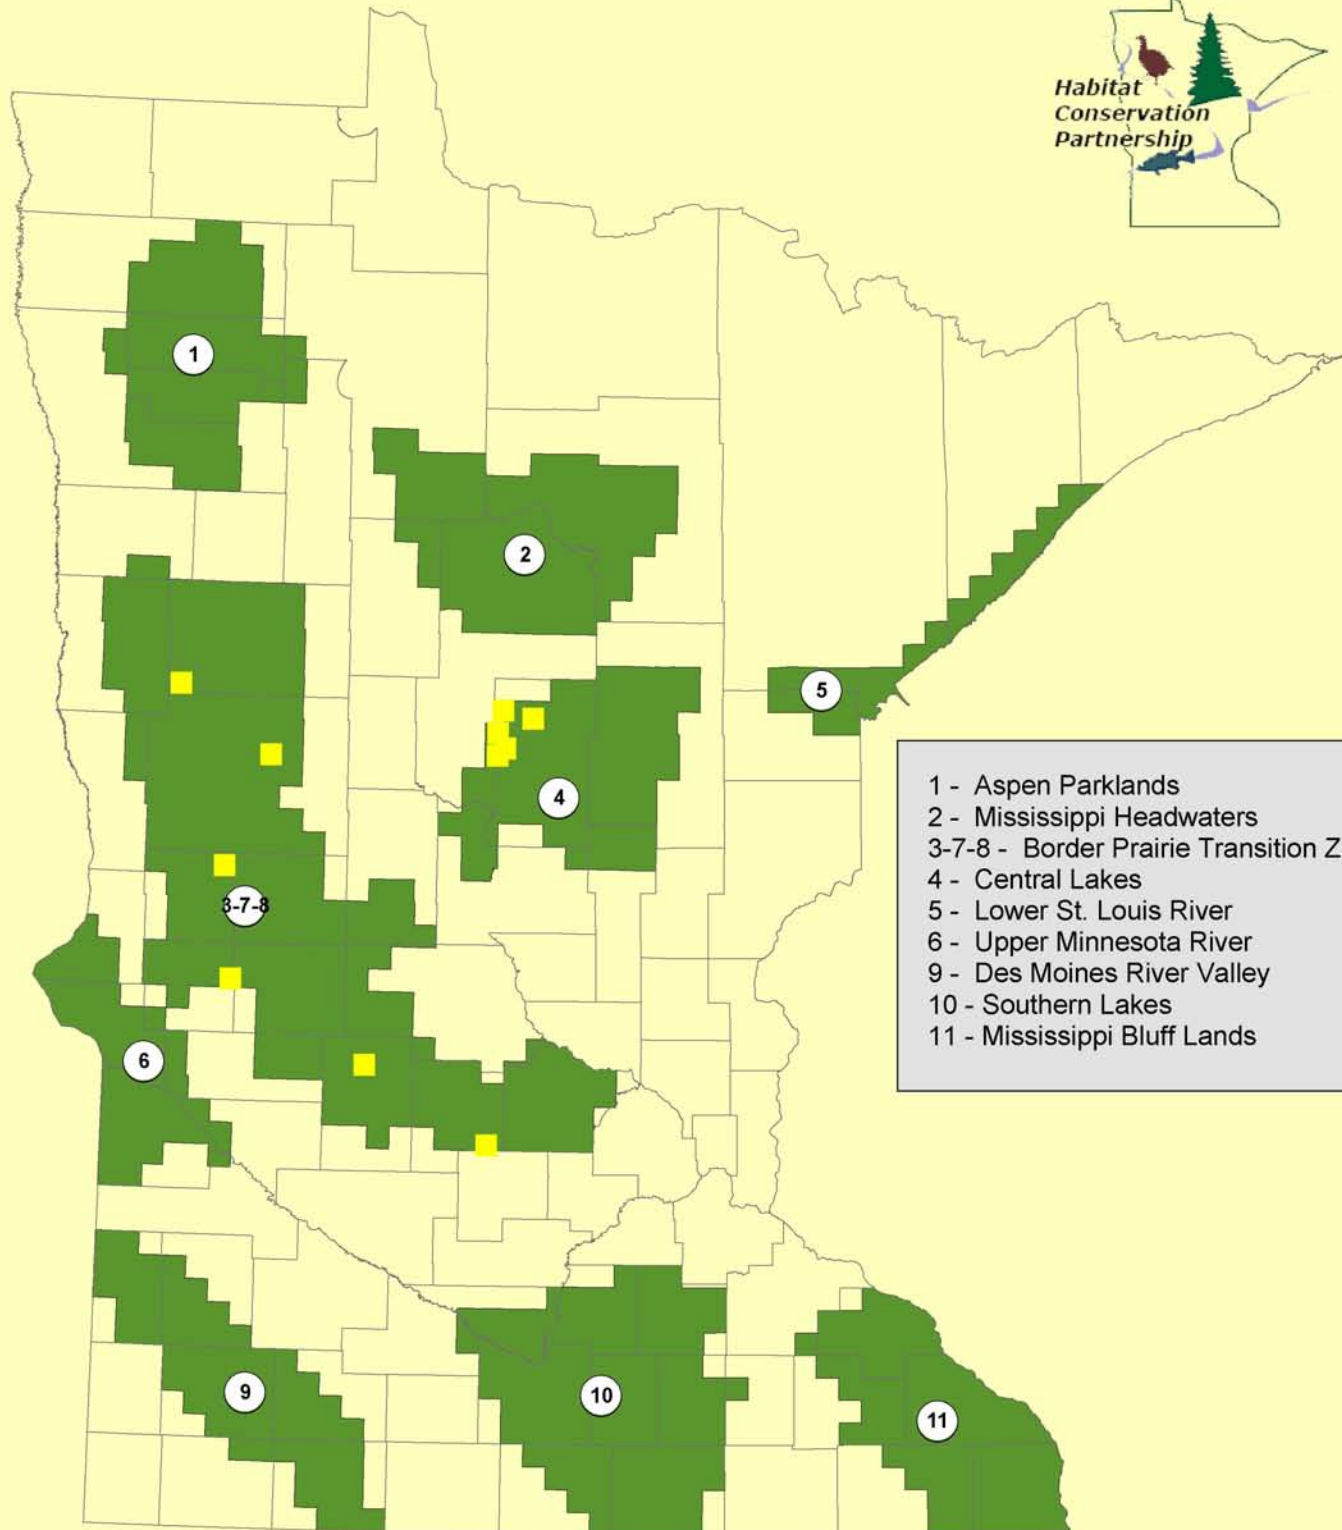 Habitat
Conservation
Partnership
1
2
5
4
3-7-8
6
9
10
11
1 - Aspen Parklands
2 - Mississippi Headwaters
3-7-8 - Border Prairie Transition Z
4 - Central Lakes
5 - Lower St. Louis River
6 - Upper Minnesota River
9 - Des Moines River Valley
10 - Southern Lakes
11 - Mississippi Bluff Lands